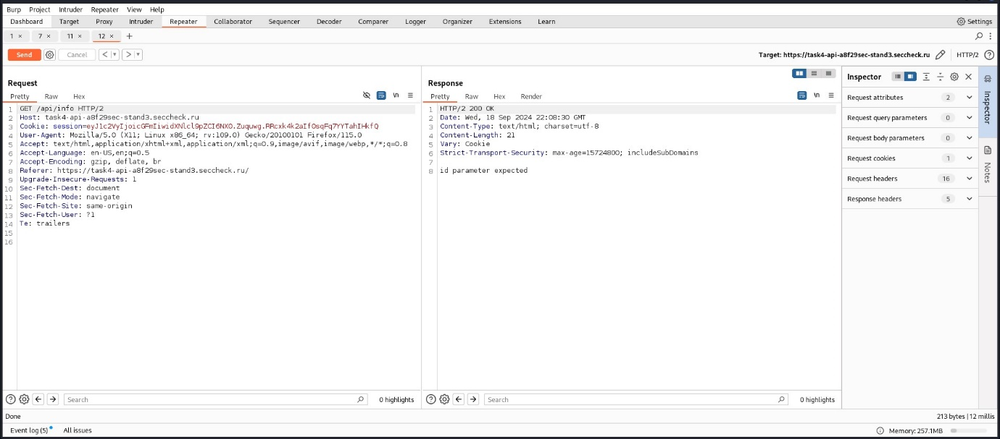 Burp Project Intruder Repeater View Help
Dashboard Target Proxy Intruder Repeater Collaborator Sequencer Decoder Comparer Logger Organizer Extensions Learn Settings
1 × 7 × 11 × 12 × +
Send Cancel < > Target: https://task4-api-a8f29sec-stand3.seccheck.ru HTTP/2
Request
Pretty Raw Hex \n
1 GET /api/info HTTP/2
2 Host: task4-api-a8f29sec-stand3.seccheck.ru
3 Cookie: session=
4 User-Agent: Mozilla/5.0 (X11; Linux x86_64; rv:109.0) Gecko/20100101 Firefox/115.0
5 Accept: text/html,application/xhtml+xml,application/xml;q=0.9,image/avif,image/webp,*/*;q=0.8
6 Accept-Language: en-US,en;q=0.5
7 Accept-Encoding: gzip, deflate, br
8 Referer: https://task4-api-a8f29sec-stand3.seccheck.ru/
9 Upgrade-Insecure-Requests: 1
10 Sec-Fetch-Dest: document
11 Sec-Fetch-Mode: navigate
12 Sec-Fetch-Site: same-origin
13 Sec-Fetch-User: ?1
14 Te: trailers
15
16
Search 0 highlights
Response
Pretty Raw Hex Render \n
1 HTTP/2 200 OK
2 Date: Wed, 18 Sep 2024 22:08:30 GMT
3 Content-Type: text/html; charset=utf-8
4 Content-Length: 21
5 Vary: Cookie
6 Strict-Transport-Security: max-age=15724800; includeSubDomains
7
8 id parameter expected
Search 0 highlights
Inspector
Request attributes 2
Request query parameters 0
Request body parameters 0
Request cookies 1
Request headers 16
Response headers 5
Inspector
Notes
Done 213 bytes | 12 millis
Event log (5) All issues Memory: 257.1MB